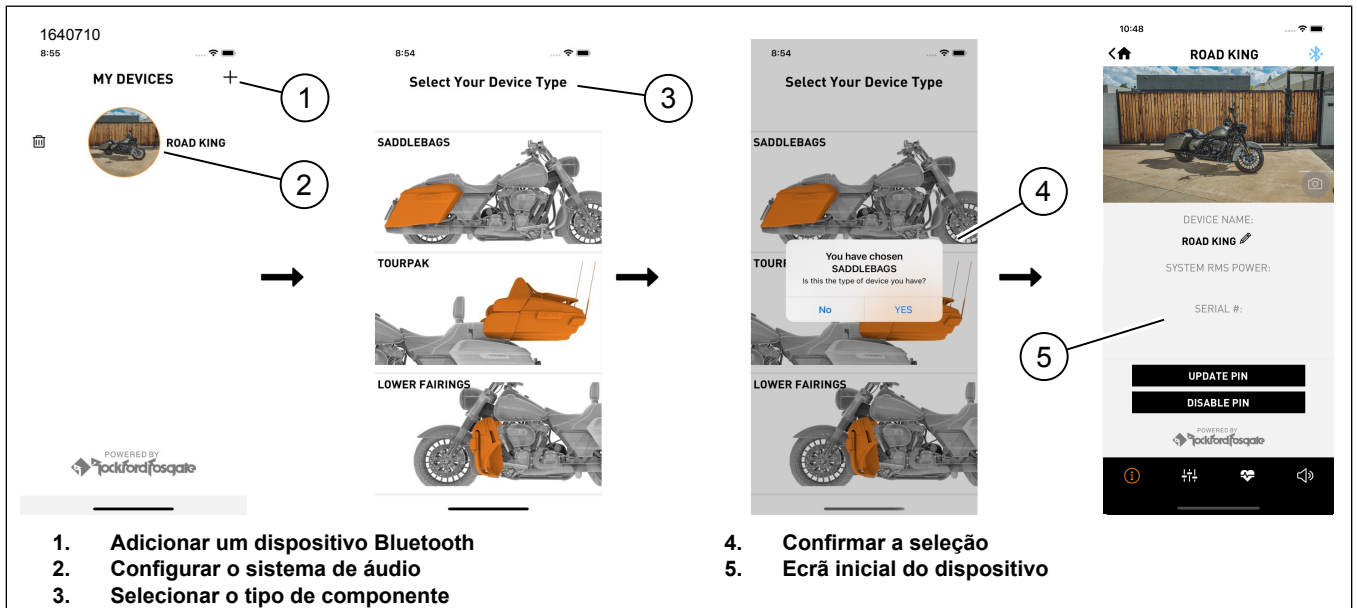 1640710
8:55
MY DEVICES
1
ROAD KING
2
POWERED BY
Rockford Fosgate
8:54
Select Your Device Type
3
SADDLEBAGS
TOURPAK
LOWER FAIRINGS
8:54
Select Your Device Type
SADDLEBAGS
4
You have chosen
SADDLEBAGS
Is this the type of device you have?
No YES
LOWER FAIRINGS
10:48
ROAD KING
DEVICE NAME:
ROAD KING
SYSTEM RMS POWER:
SERIAL #:
5
UPDATE PIN
DISABLE PIN
POWERED BY
Rockford Fosgate
1. Adicionar um dispositivo Bluetooth
2. Configurar o sistema de áudio
3. Selecionar o tipo de componente
4. Confirmar a seleção
5. Ecrã inicial do dispositivo